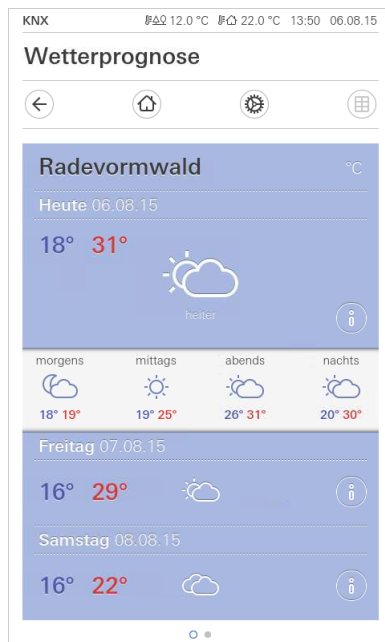 KNX 12.0 °C 22.0 °C 13:50 06.08.15
Wetterprognose
Radevormwald °C
Heute 06.08.15
18° 31°
heiter
i
morgens mittags abends nachts
18° 19° 19° 25° 26° 31° 20° 30°
Freitag 07.08.15
16° 29° i
Samstag 08.08.15
16° 22° i